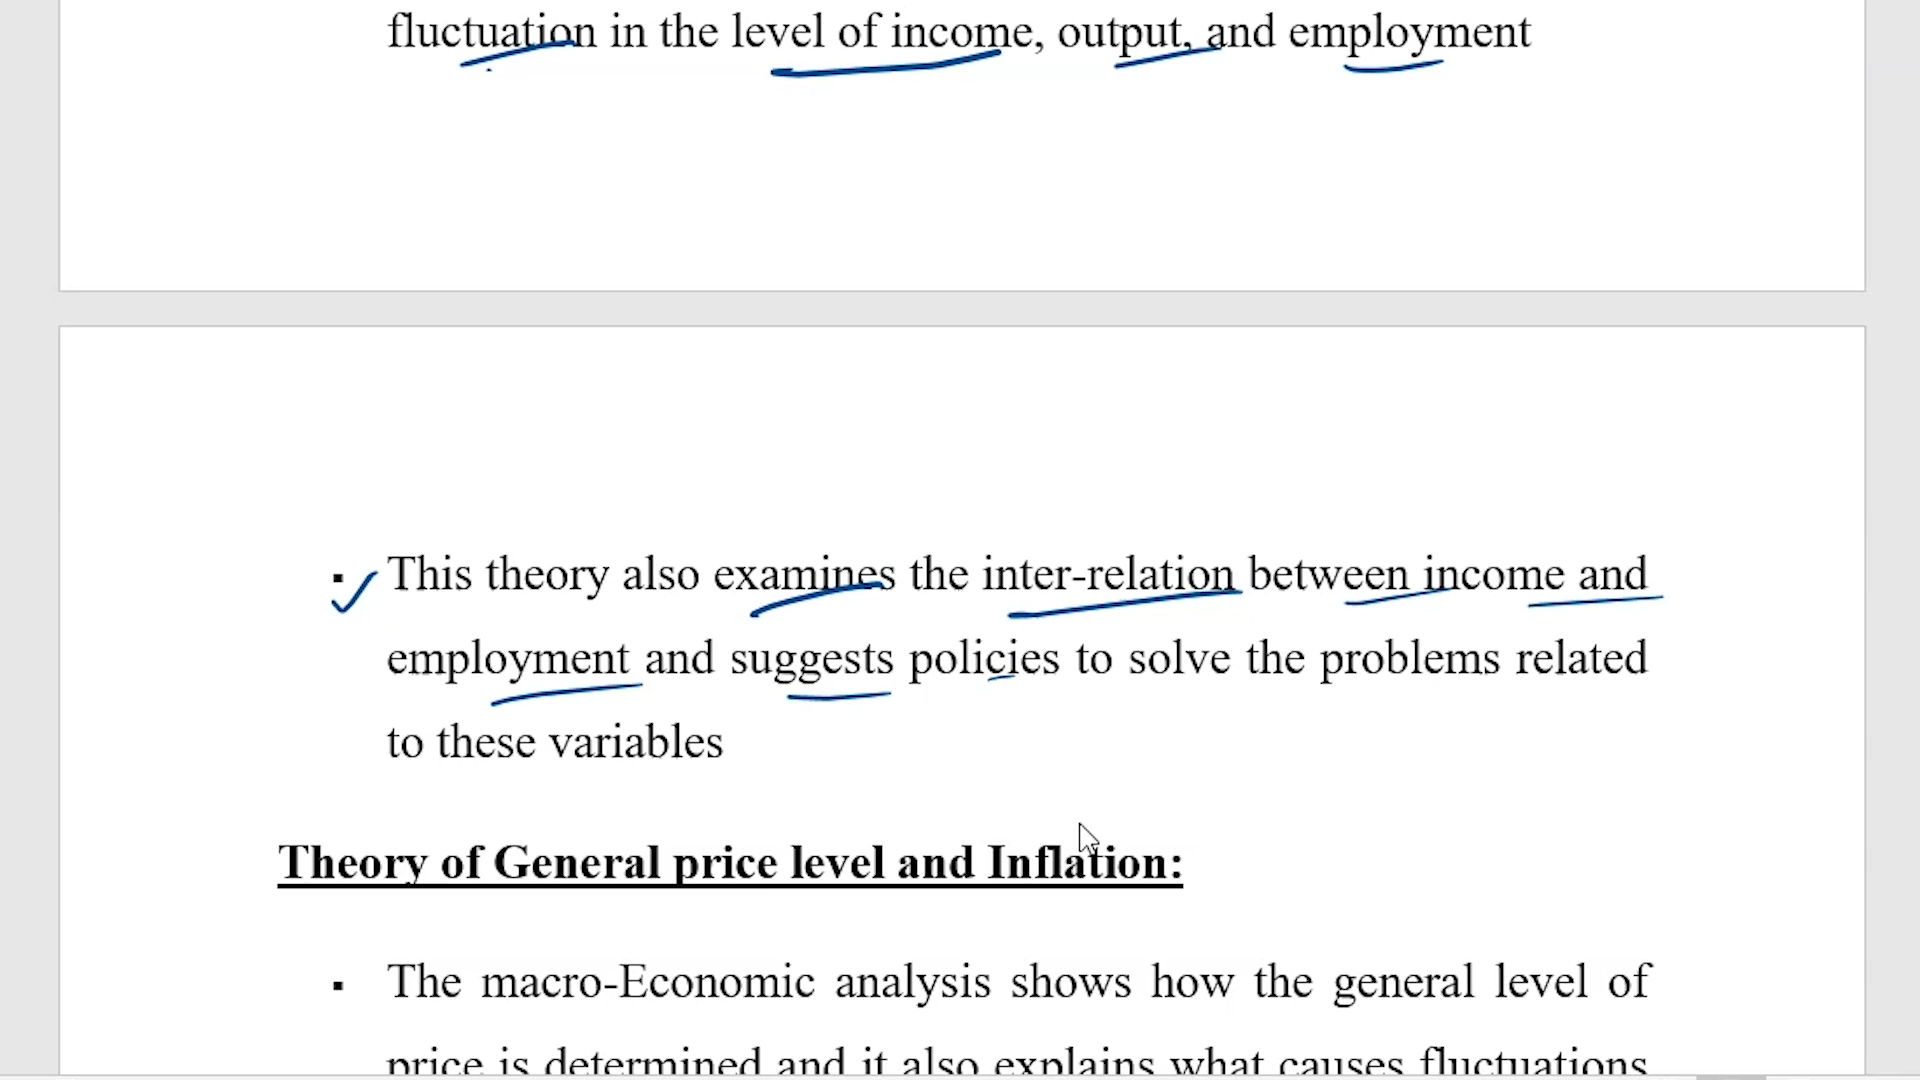 fluctuation in the level of income, output, and employment
▪ This theory also examines the inter-relation between income and
employment and suggests policies to solve the problems related
to these variables
Theory of General price level and Inflation:
▪ The macro-Economic analysis shows how the general level of
price is determined and it also explains what causes fluctuations